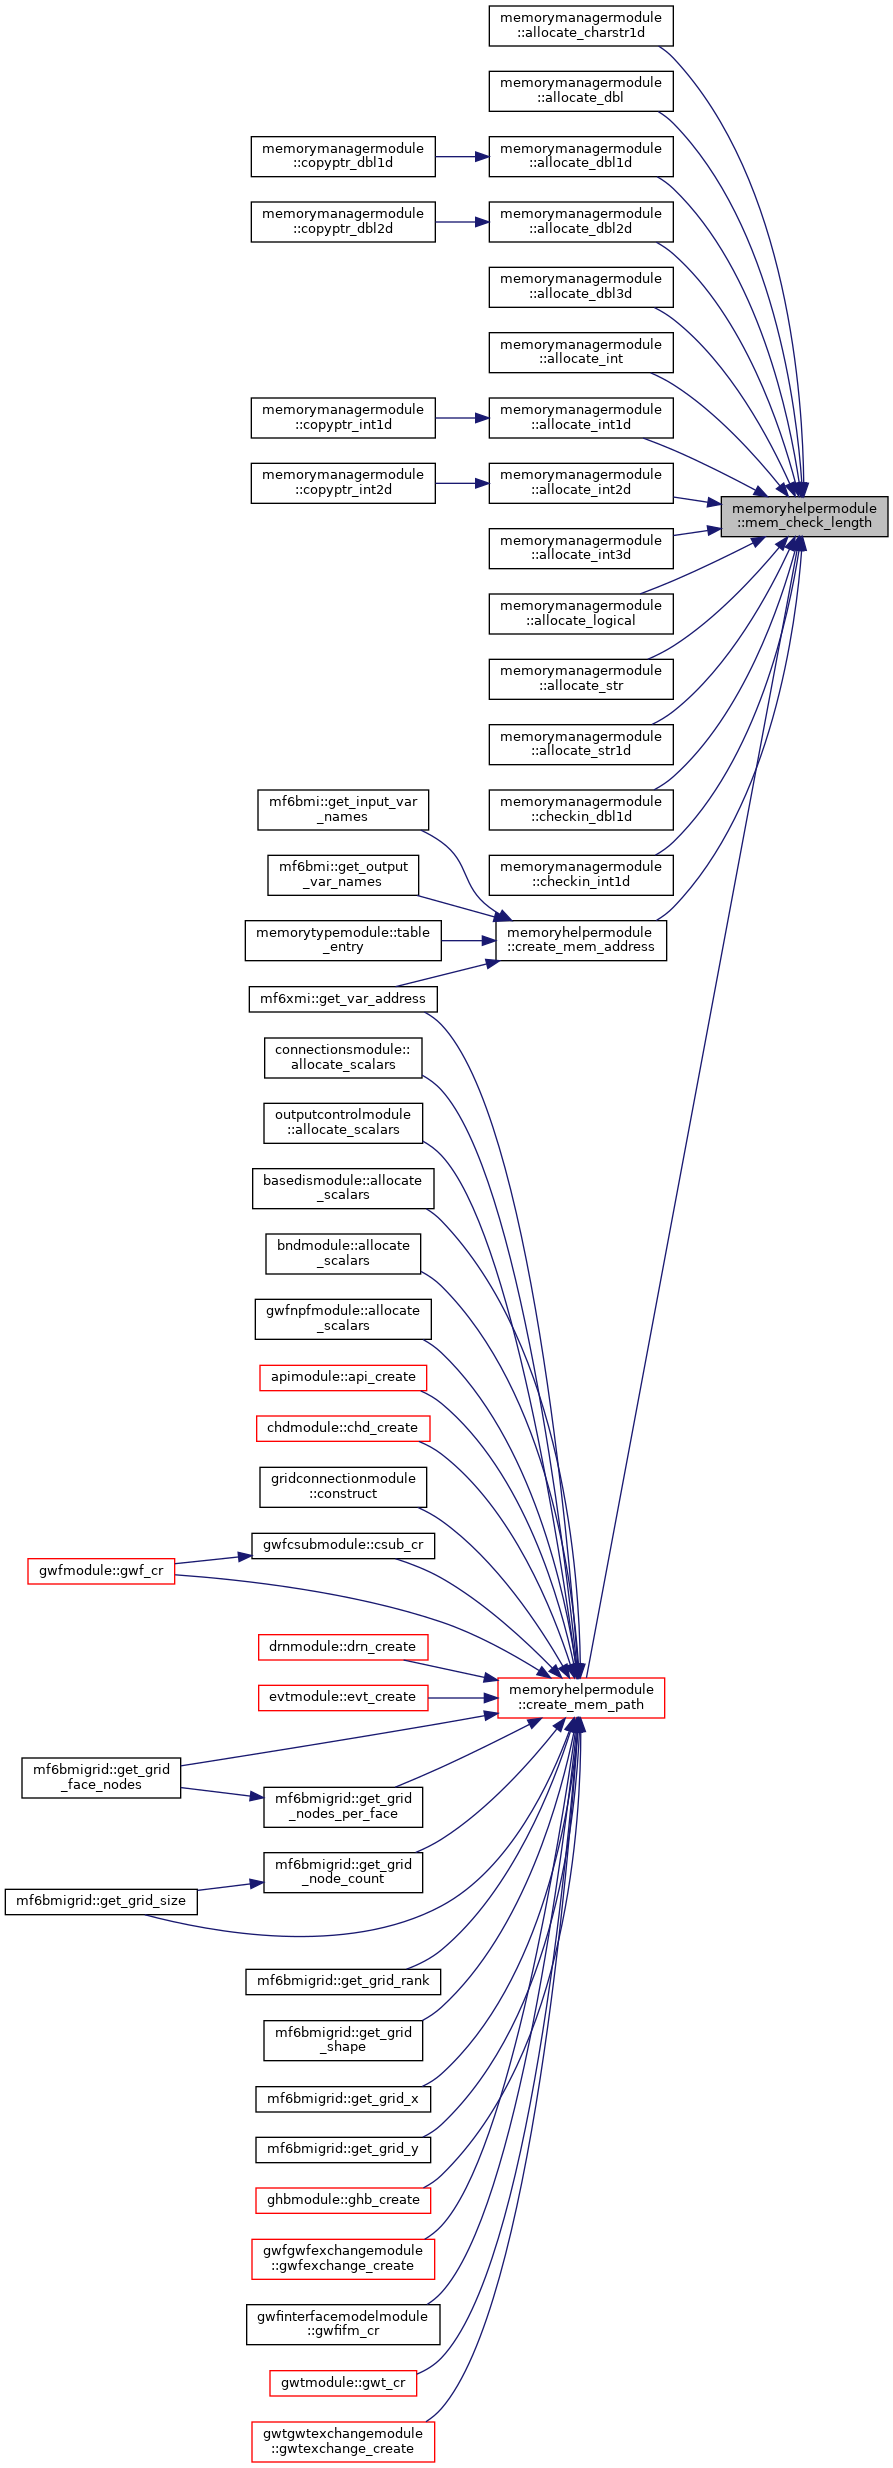 memorymanagermodule
::allocate_charstr1d
memorymanagermodule
::allocate_dbl
memorymanagermodule
::copyptr_dbl1d
memorymanagermodule
::allocate_dbl1d
memorymanagermodule
::copyptr_dbl2d
memorymanagermodule
::allocate_dbl2d
memorymanagermodule
::allocate_dbl3d
memorymanagermodule
::allocate_int
memorymanagermodule
::copyptr_int1d
memorymanagermodule
::allocate_int1d
memorymanagermodule
::copyptr_int2d
memorymanagermodule
::allocate_int2d
memoryhelpermodule
::mem_check_length
memorymanagermodule
::allocate_int3d
memorymanagermodule
::allocate_logical
memorymanagermodule
::allocate_str
memorymanagermodule
::allocate_str1d
memorymanagermodule
::checkin_dbl1d
mf6bmi::get_input_var
_names
memorymanagermodule
::checkin_int1d
mf6bmi::get_output
_var_names
memorytypemodule::table
_entry
memoryhelpermodule
::create_mem_address
mf6xmi::get_var_address
connectionsmodule::
allocate_scalars
outputcontrolmodule
::allocate_scalars
basedismodule::allocate
_scalars
bndmodule::allocate
_scalars
gwfnpfmodule::allocate
_scalars
apimodule::api_create
chdmodule::chd_create
gridconnectionmodule
::construct
gwfcsubmodule::csub_cr
gwfmodule::gwf_cr
drnmodule::drn_create
evtmodule::evt_create
memoryhelpermodule
::create_mem_path
mf6bmigrid::get_grid
_face_nodes
mf6bmigrid::get_grid
_nodes_per_face
mf6bmigrid::get_grid
_node_count
mf6bmigrid::get_grid_size
mf6bmigrid::get_grid_rank
mf6bmigrid::get_grid
_shape
mf6bmigrid::get_grid_x
mf6bmigrid::get_grid_y
ghbmodule::ghb_create
gwfgwfexchangemodule
::gwfexchange_create
gwfinterfacemodelmodule
::gwfifm_cr
gwtmodule::gwt_cr
gwtgwtexchangemodule
::gwtexchange_create